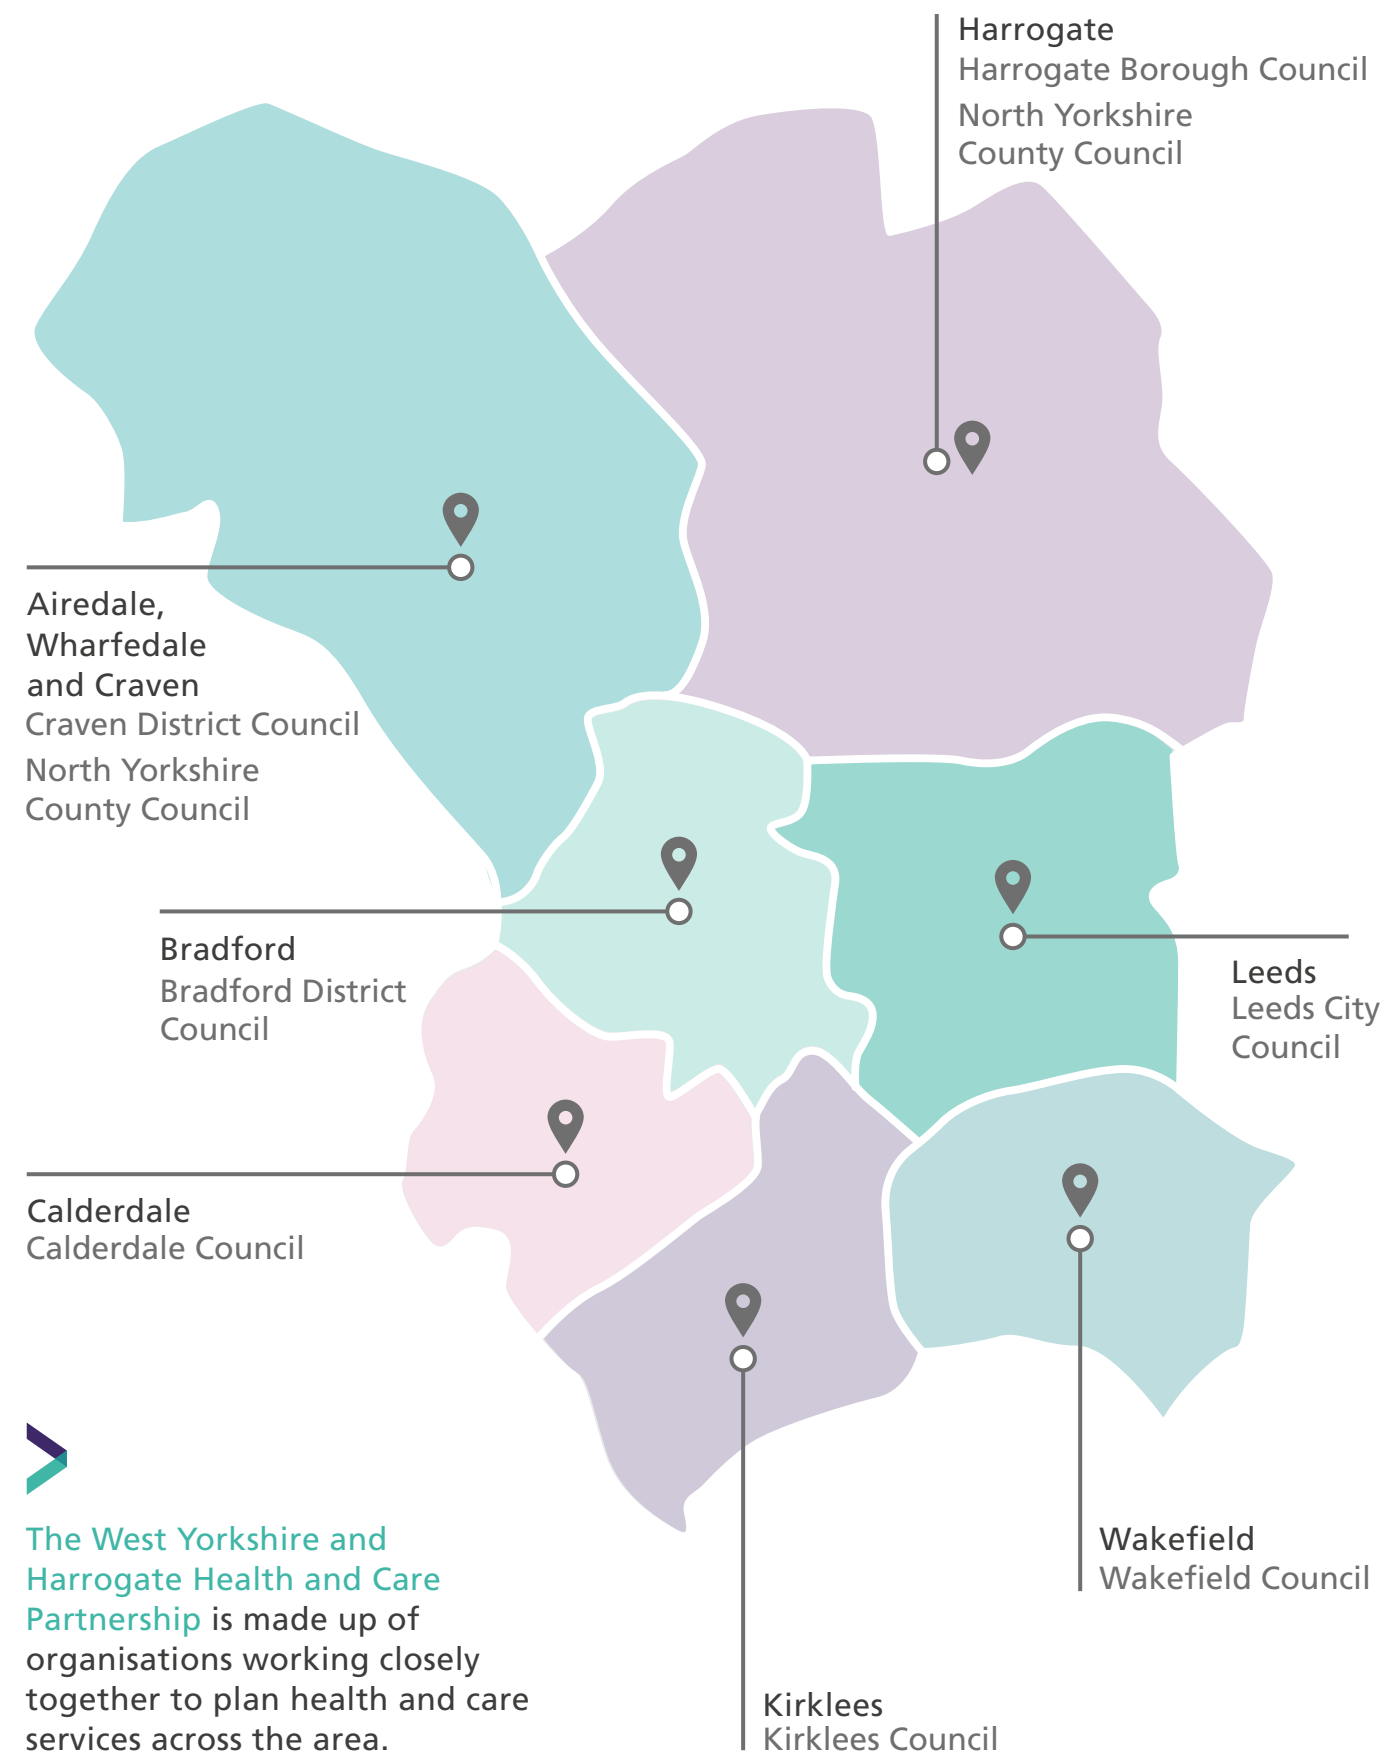 Harrogate
Harrogate Borough Council
North Yorkshire
County Council
Airedale,
Wharfedale
and Craven
Craven District Council
North Yorkshire
County Council
Bradford
Bradford District
Council
Leeds
Leeds City
Council
Calderdale
Calderdale Council
Wakefield
Wakefield Council
Kirklees
Kirklees Council
The West Yorkshire and
Harrogate Health and Care
Partnership is made up of
organisations working closely
together to plan health and care
services across the area.